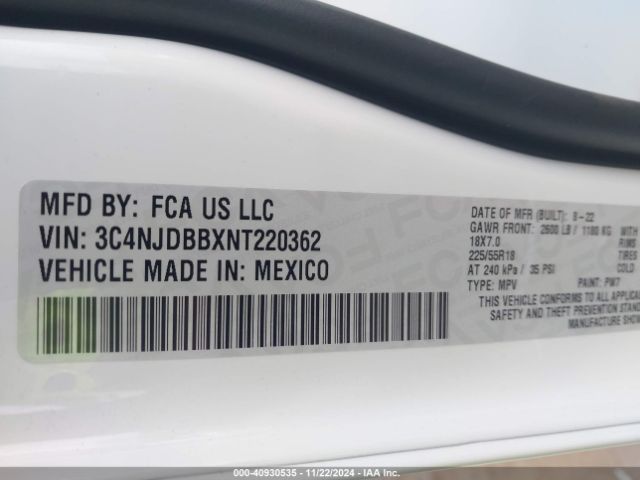 MFD BY: FCA US LLC
VIN: 3C4NJDBBXNT220362
VEHICLE MADE IN: MEXICO
DATE OF MFR (BUILT): 8-22
GAWR FRONT: 2600 LB / 1180 KG WITH
18X7.0 RIMS
225/55R18 TIRES
AT 240 kPa / 35 PSI COLD
TYPE: MPV PAINT: PW7
THIS VEHICLE CONFORMS TO ALL APPLICA
SAFETY AND THEFT PREVENTION STAND
MANUFACTURE SHOW
000-40930535 - 11/22/2024 - IAA Corp.